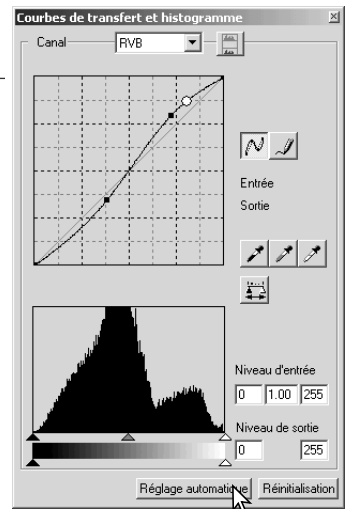 Courbes de transfert et histogramme
Canal RVB
Entrée
Sortie
Niveau d'entrée
0 1.00 255
Niveau de sortie
0 255
Réglage automatique Réinitialisation